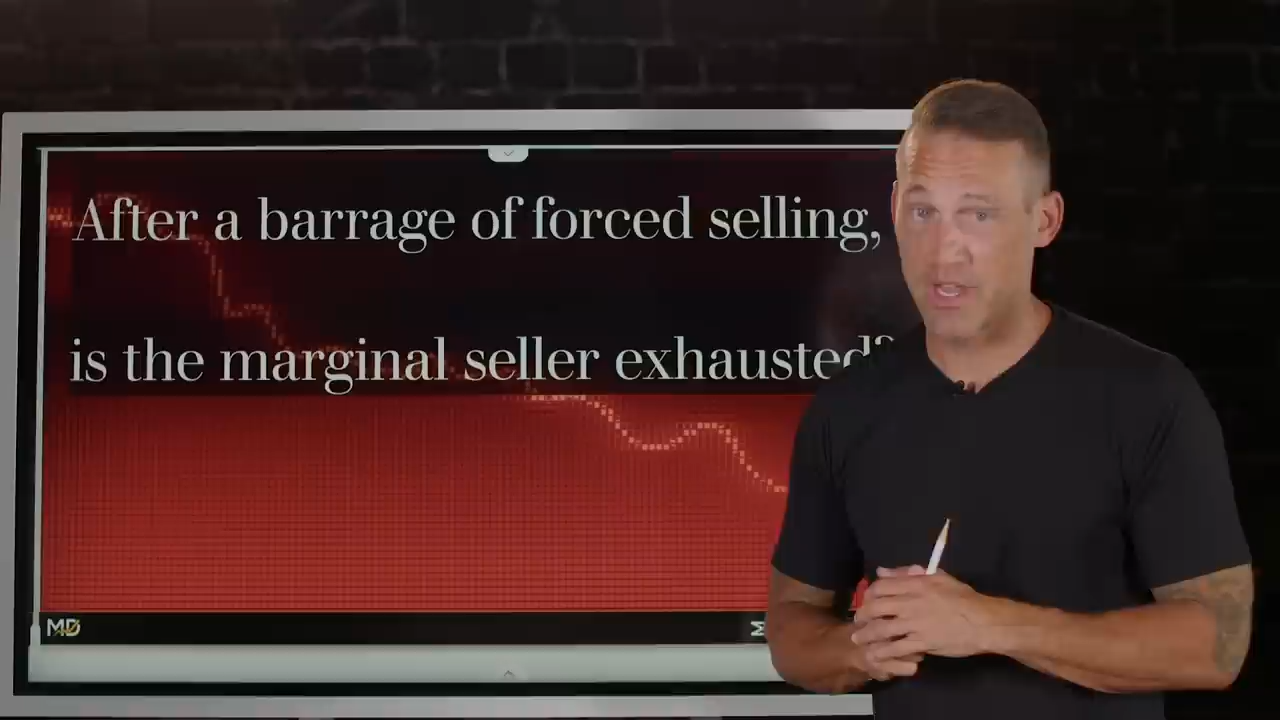 After a barrage of forced selling,
is the marginal seller exhausted?
MD